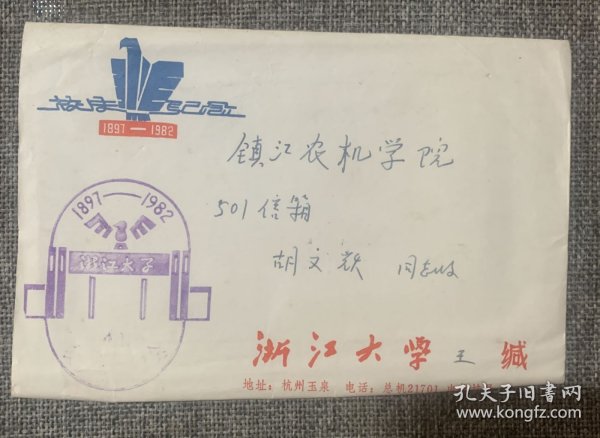 校庆纪念
1897—1982
镇江农机学院
501信箱
胡文
同志收
1897—1982
浙江大学
浙江大学 王 缄
地址: 杭州玉泉 电话: 总机21701
孔夫子旧书网
www.kongfz.com